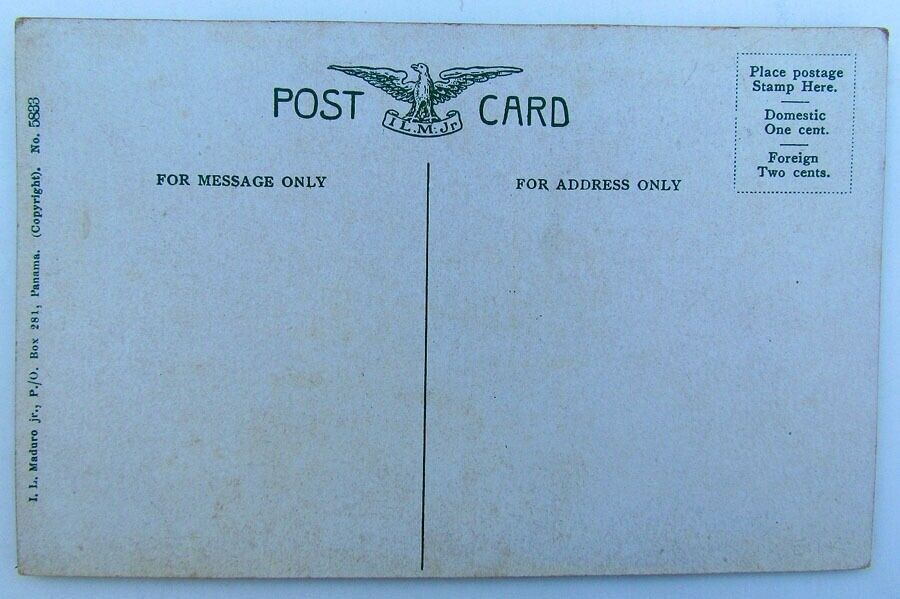 POST CARD
I L.M. Jr
Place postage
Stamp Here.
Domestic
One cent.
Foreign
Two cents.
FOR MESSAGE ONLY
FOR ADDRESS ONLY
I. L. Maduro jr., P./O. Box 281, Panama. (Copyright). No. 5833